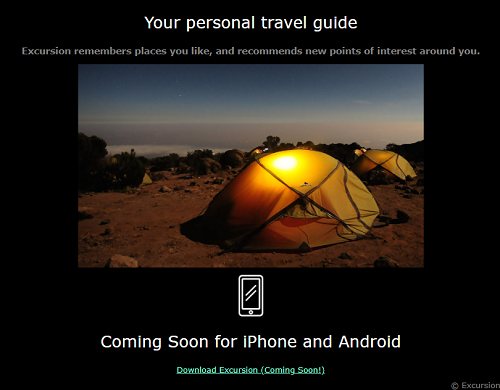 Your personal travel guide
Excursion remembers places you like, and recommends new points of interest around you.
Coming Soon for iPhone and Android
Download Excursion (Coming Soon!)
© Excursion